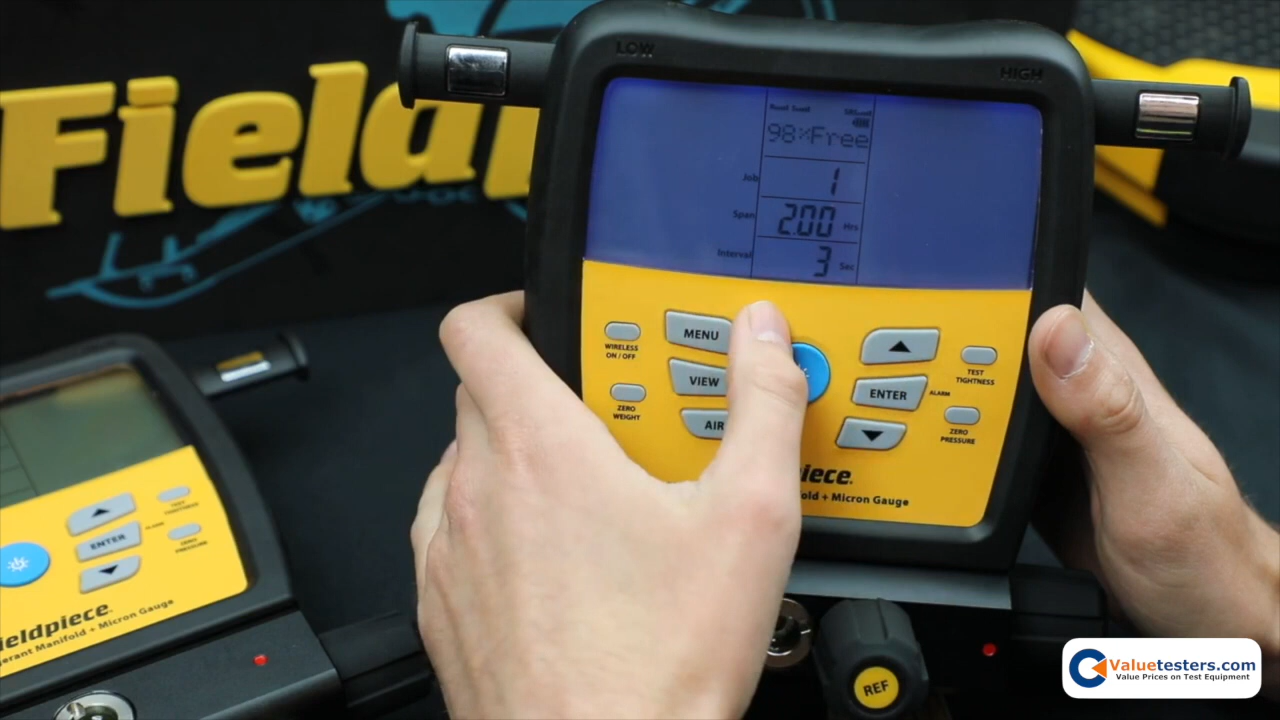 Fieldp
LOW
HIGH
98%Free
Job
1
Span
2.00
Hrs
Interval
3
Sec
MENU
WIRELESS
ON / OFF
VIEW
ZERO
WEIGHT
AIR
ENTER
ALARM
TEST
TIGHTNESS
ZERO
PRESSURE
piece.
fold + Micron Gauge
REF
ENTER
ALARM
TEST
TIGHTNESS
ZERO
PRESSURE
ieldpiece.
erant Manifold + Micron Gauge
Valuetesters.com
Value Prices on Test Equipment